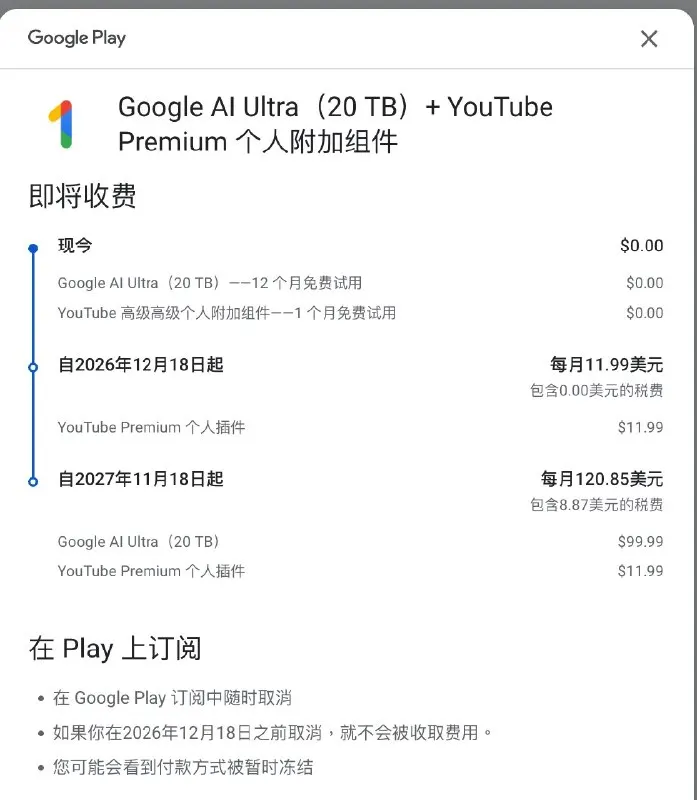 Google Play
Google AI Ultra（20 TB）+ YouTube
Premium 个人附加组件
即将收费
现今 $0.00
Google AI Ultra（20 TB）——12 个月免费试用 $0.00
YouTube 高级高级个人附加组件——1 个月免费试用 $0.00
自2026年12月18日起 每月11.99美元
包含0.00美元的税费
YouTube Premium 个人插件 $11.99
自2027年11月18日起 每月120.85美元
包含8.87美元的税费
Google AI Ultra（20 TB） $99.99
YouTube Premium 个人插件 $11.99
在 Play 上订阅
• 在 Google Play 订阅中随时取消
• 如果你在2026年12月18日之前取消，就不会被收取费用。
• 您可能会看到付款方式被暂时冻结